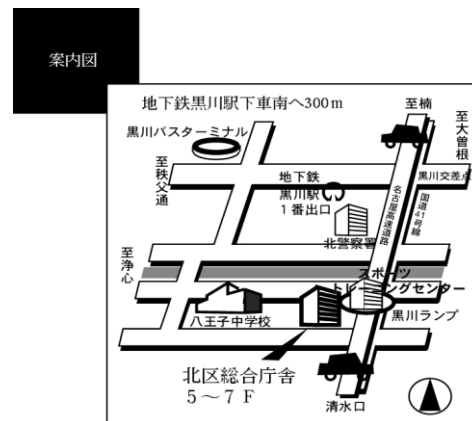 案内図
地下鉄黒川駅下車南へ300m
至楠
至大曽根
黒川バスターミナル
至秩父通
地下鉄
黒川駅
1番出口
黒川交差点
名古屋高速道路
国道41号線
北警察署
至浄心
スポーツ
トレーニングセンター
八王子中学校
黒川ランプ
北区総合庁舎
5～7F
清水口